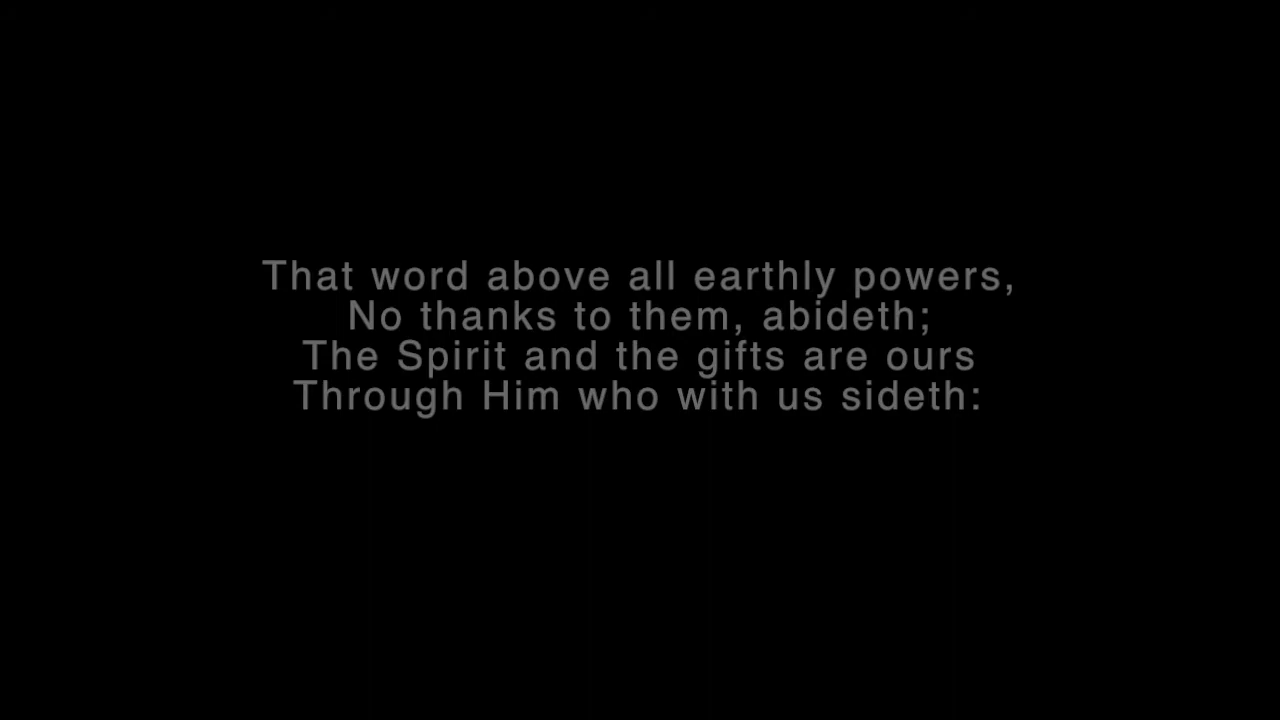 That word above all earthly powers,
No thanks to them, abideth;
The Spirit and the gifts are ours
Through Him who with us sideth: